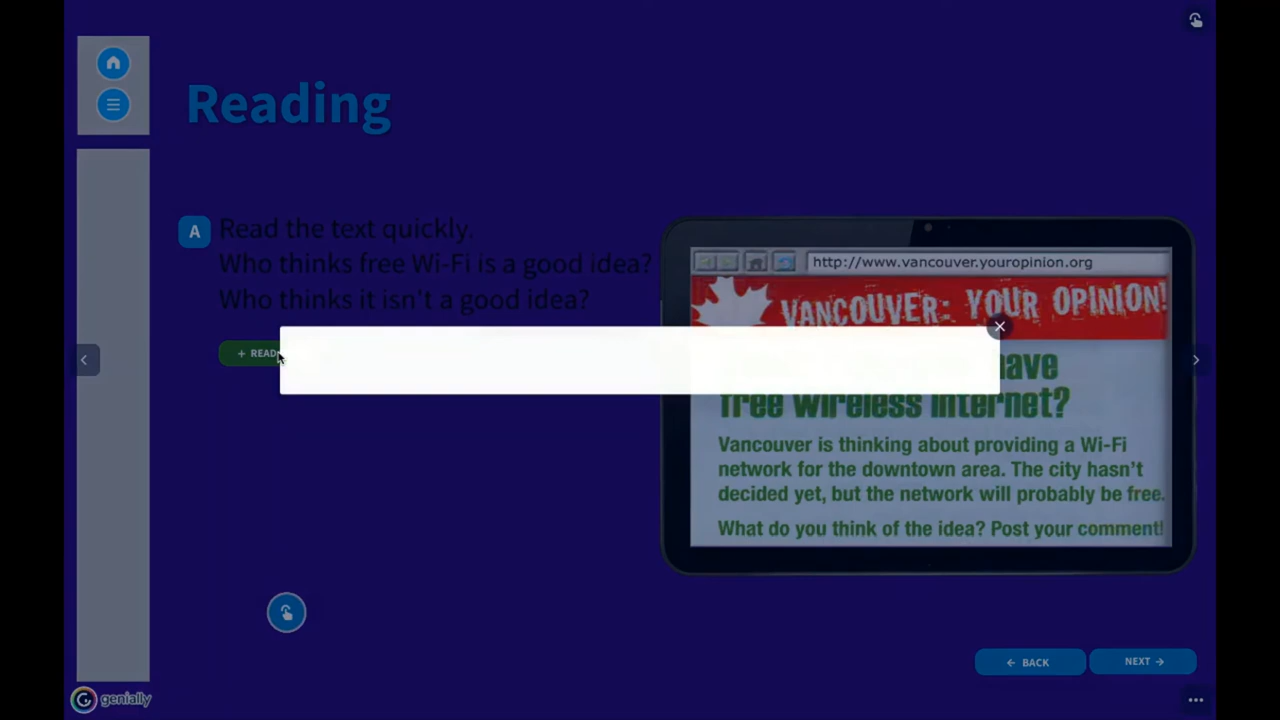 Reading
A
Read the text quickly.
Who thinks free Wi-Fi is a good idea?
Who thinks it isn't a good idea?
+ READ
http://www.vancouver.youropinion.org
VANCOUVER: YOUR OPINION!
have
free wireless internet?
Vancouver is thinking about providing a Wi-Fi
network for the downtown area. The city hasn't
decided yet, but the network will probably be free.
What do you think of the idea? Post your comment!
← BACK
NEXT →
genially